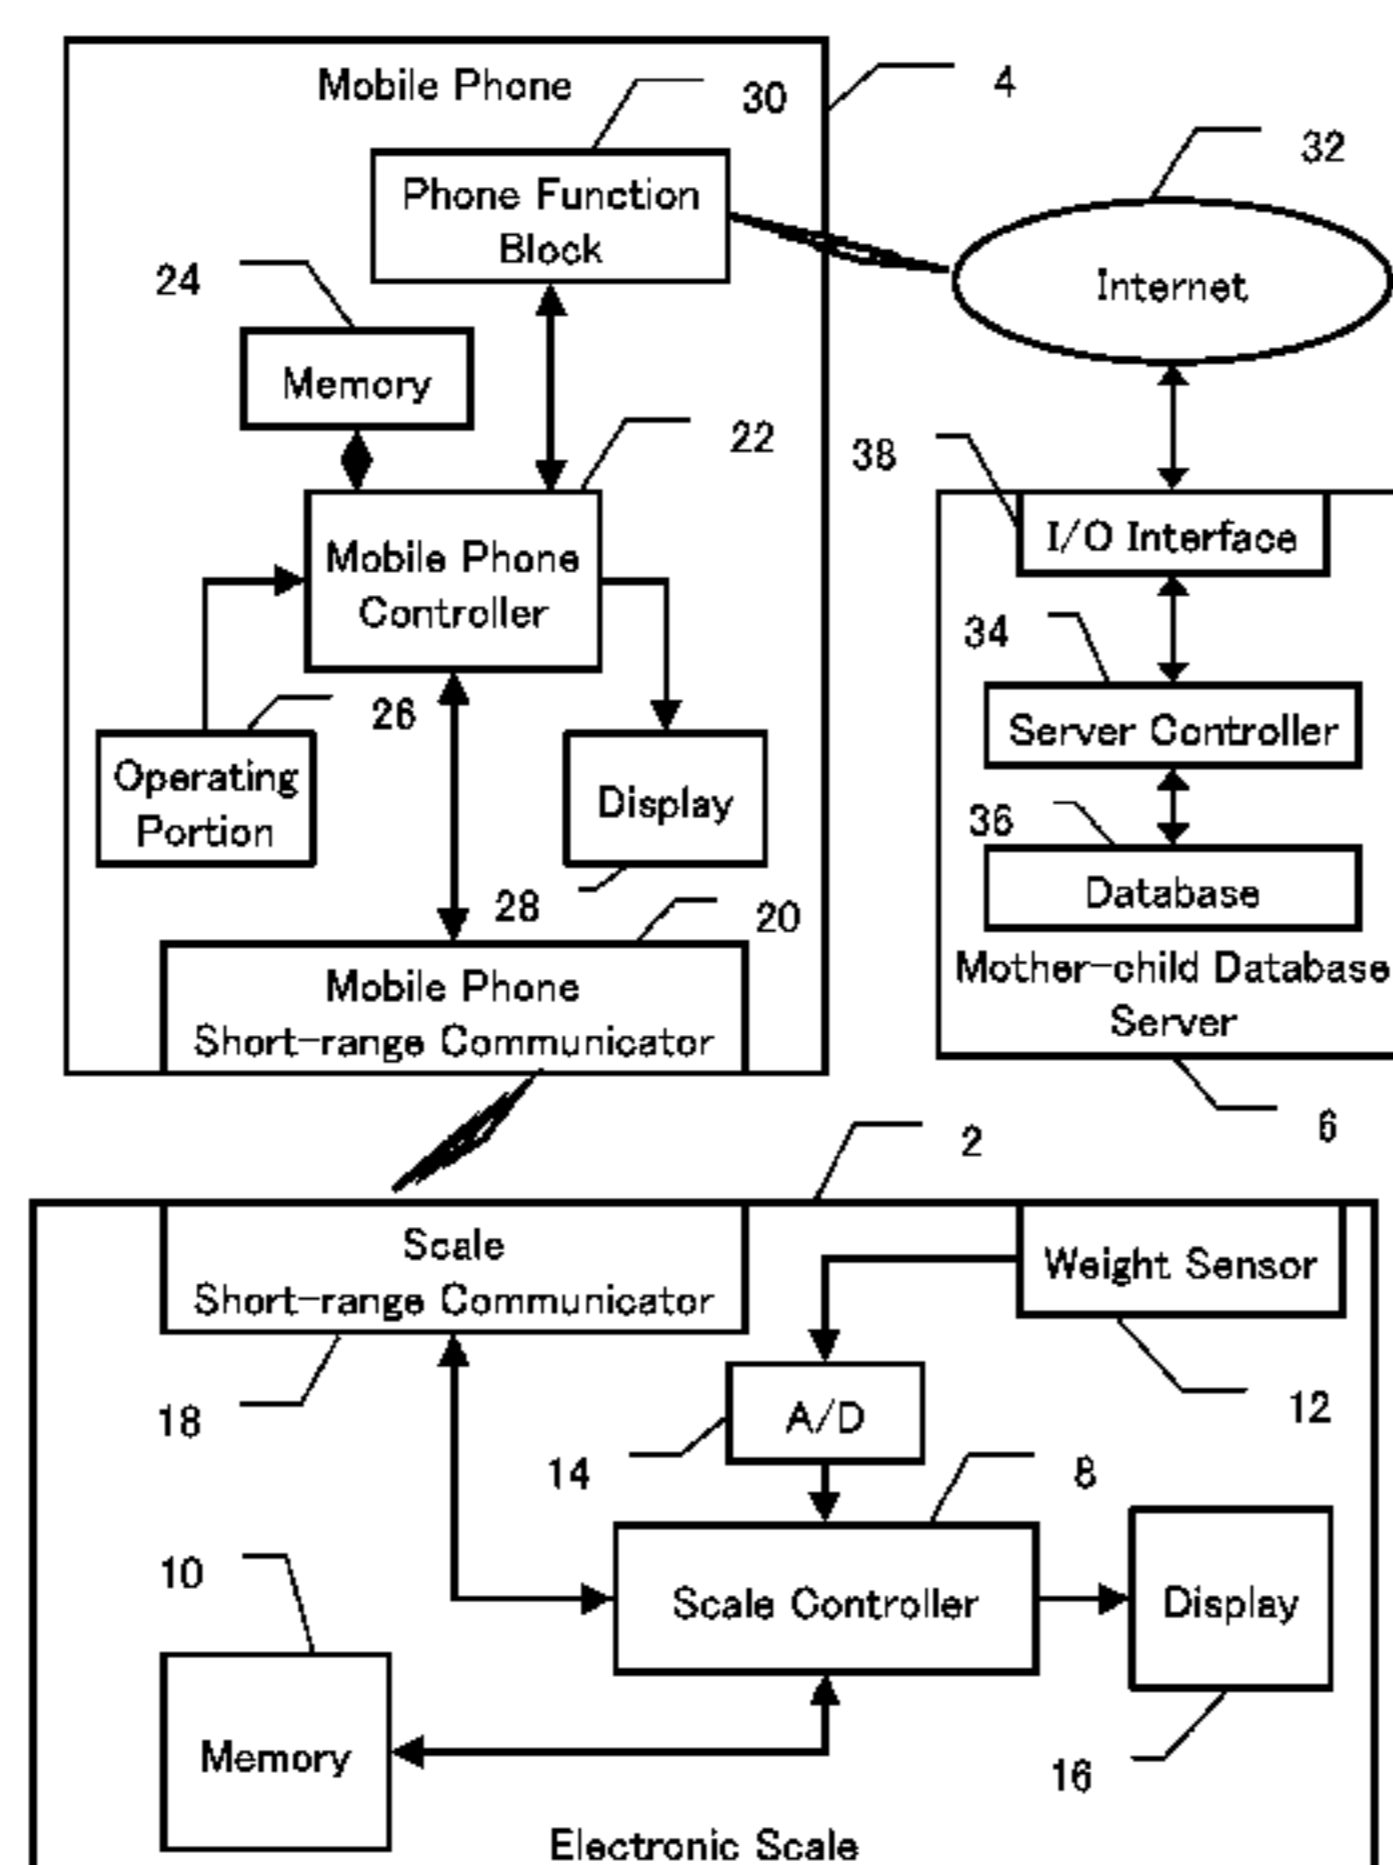 Mobile Phone
4
30
32
Phone Function
Block
24
Internet
Memory
22
38
Mobile Phone
Controller
I/O Interface
34
Server Controller
26
Operating
Portion
Display
36
Database
28
20
Mother-child Database
Server
Mobile Phone
Short-range Communicator
6
2
Scale
Short-range Communicator
Weight Sensor
18
A/D
12
14
8
10
Scale Controller
Display
Memory
16
Electronic Scale